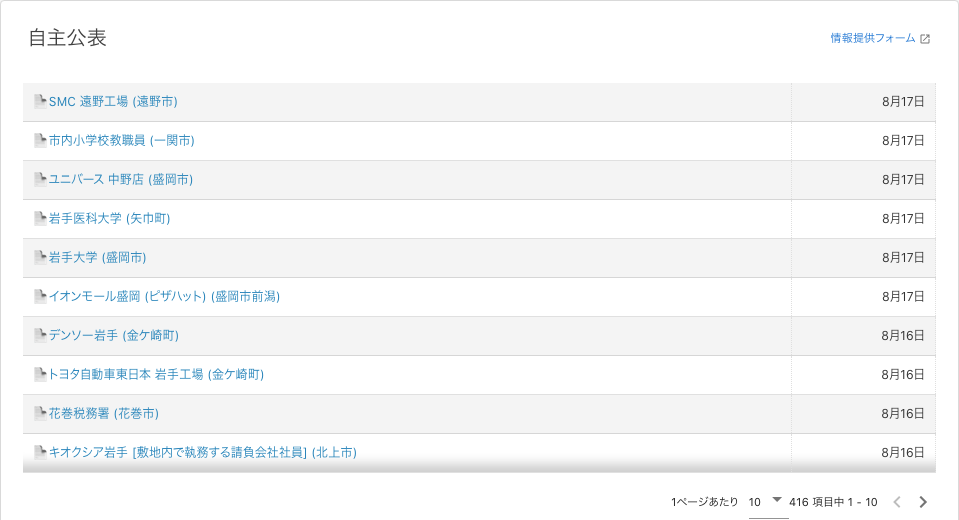 自主公表
情報提供フォーム
SMC 遠野工場 (遠野市) 8月17日
市内小学校教職員 (一関市) 8月17日
ユニバース 中野店 (盛岡市) 8月17日
岩手医科大学 (矢巾町) 8月17日
岩手大学 (盛岡市) 8月17日
イオンモール盛岡 (ピザハット) (盛岡市前潟) 8月17日
デンソー岩手 (金ケ崎町) 8月16日
トヨタ自動車東日本 岩手工場 (金ケ崎町) 8月16日
花巻税務署 (花巻市) 8月16日
キオクシア岩手 [敷地内で執務する請負会社社員] (北上市) 8月16日
1ページあたり 10 416 項目中 1 - 10